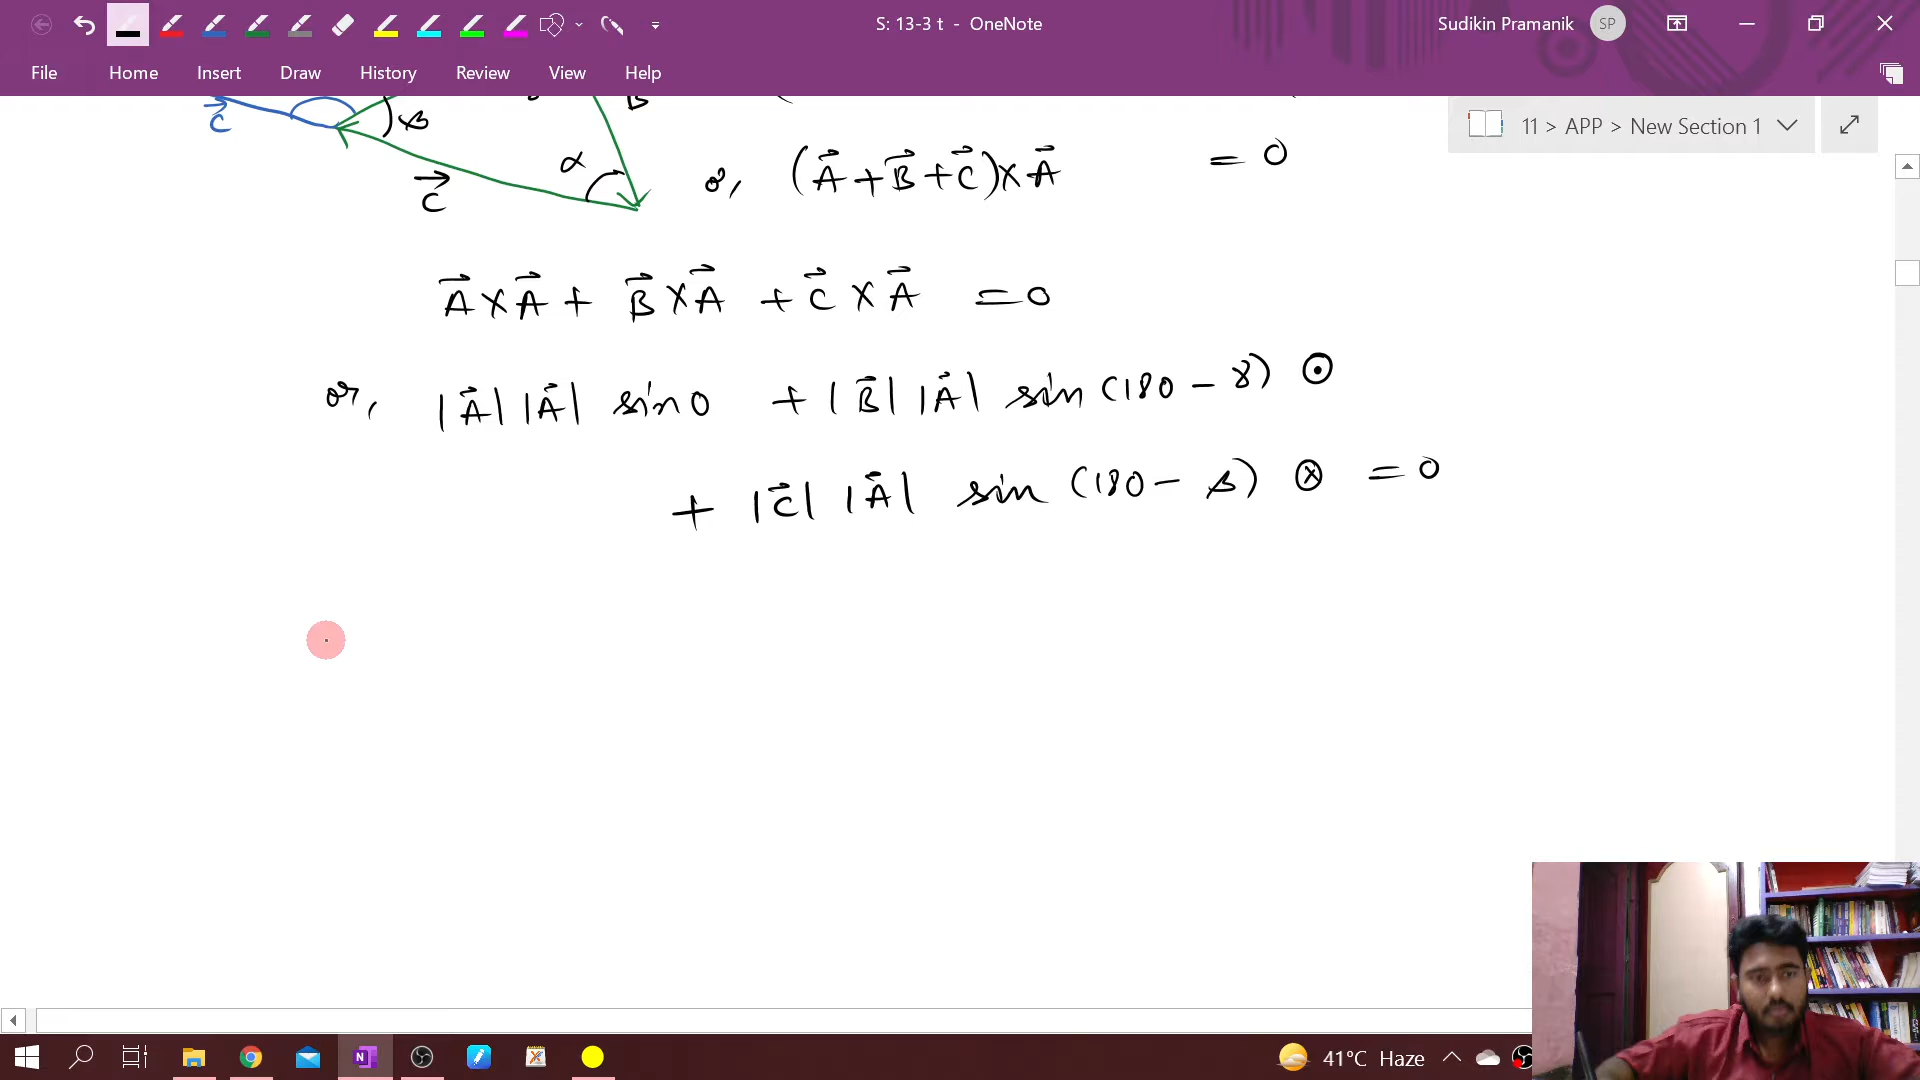 S: 13-3 t - OneNote
Sudikin Pramanik SP
File Home Insert Draw History Review View Help
11 > APP > New Section 1
C⃗
β
B
α
C⃗
or, (A⃗+B⃗+C⃗)×A⃗ = 0
A⃗×A⃗ + B⃗×A⃗ + C⃗×A⃗ = 0
or, |A⃗| |A⃗| sin 0 + |B⃗| |A⃗| sin (180 - γ) ⊙
+ |C⃗| |A⃗| sin (180 - β) ⊗ = 0
41°C Haze